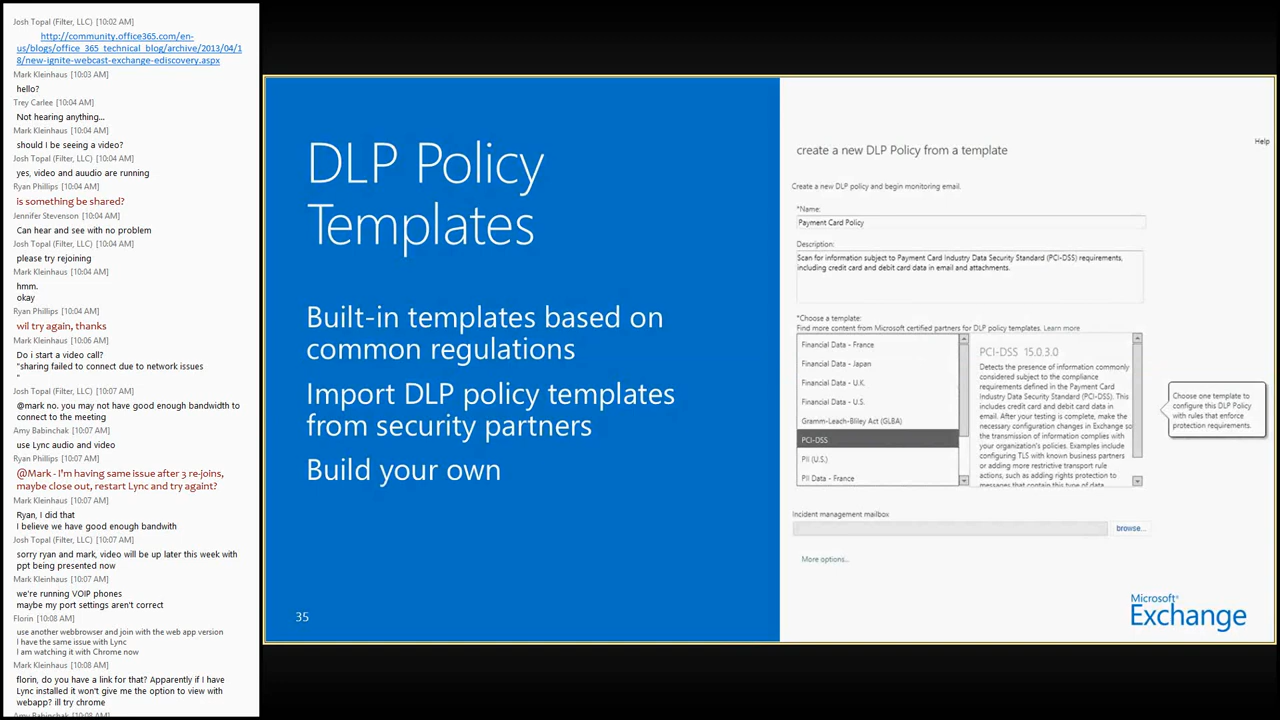 Josh Topal (Filter, LLC) [10:02 AM]
http://community.office365.com/en-
us/blogs/office_365_technical_blog/archive/2013/04/1
8/new-ignite-webcast-exchange-ediscovery.aspx
Mark Kleinhaus [10:03 AM]
hello?
Trey Carlee [10:04 AM]
Not hearing anything...
Mark Kleinhaus [10:04 AM]
should I be seeing a video?
Josh Topal (Filter, LLC) [10:04 AM]
yes, video and auudio are running
Ryan Phillips [10:04 AM]
is something be shared?
Jennifer Stevenson [10:04 AM]
Can hear and see with no problem
Josh Topal (Filter, LLC) [10:04 AM]
please try rejoining
Mark Kleinhaus [10:04 AM]
hmm.
okay
Ryan Phillips [10:04 AM]
wil try again, thanks
Mark Kleinhaus [10:06 AM]
Do i start a video call?
"sharing failed to connect due to network issues
"
Josh Topal (Filter, LLC) [10:07 AM]
@mark no. you may not have good enough bandwidth to
connect to the meeting
Amy Babinchak [10:07 AM]
use Lync audio and video
Ryan Phillips [10:07 AM]
@Mark - I'm having same issue after 3 re-joins,
maybe close out, restart Lync and try againt?
Mark Kleinhaus [10:07 AM]
Ryan, I did that
I believe we have good enough bandwith
Josh Topal (Filter, LLC) [10:07 AM]
sorry ryan and mark, video will be up later this week with
ppt being presented now
Mark Kleinhaus [10:07 AM]
we're running VOIP phones
maybe my port settings aren't correct
Florin [10:08 AM]
use another webbrowser and join with the web app version
I have the same issue with Lync
I am watching it with Chrome now
Mark Kleinhaus [10:08 AM]
florin, do you have a link for that? Apparently if I have
Lync installed it won't give me the option to view with
webapp? ill try chrome
Amy Babinchak [10:08 AM]
DLP Policy
Templates
Built-in templates based on
common regulations
Import DLP policy templates
from security partners
Build your own
35
Help
create a new DLP Policy from a template
Create a new DLP policy and begin monitoring email.
*Name:
Payment Card Policy
Description:
Scan for information subject to Payment Card Industry Data Security Standard (PCI-DSS) requirements,
including credit card and debit card data in email and attachments.
*Choose a template:
Find more content from Microsoft certified partners for DLP policy templates. Learn more
Financial Data - France
Financial Data - Japan
Financial Data - U.K.
Financial Data - U.S.
Gramm-Leach-Bliley Act (GLBA)
PCI-DSS
PII (U.S.)
PII Data - France
PCI-DSS 15.0.3.0
Detects the presence of information commonly
considered subject to the compliance
requirements defined in the Payment Card
Industry Data Security Standard (PCI-DSS). This
includes credit card and debit card data in
email. After your testing is complete, make the
necessary configuration changes in Exchange so
the transmission of information complies with
your organization's policies. Examples include
configuring TLS with known business partners
or adding more restrictive transport rule
actions, such as adding rights protection to
messages that contain this type of data.
Choose one template to
configure this DLP Policy
with rules that enforce
protection requirements.
Incident management mailbox
browse...
More options...
Microsoft®
Exchange